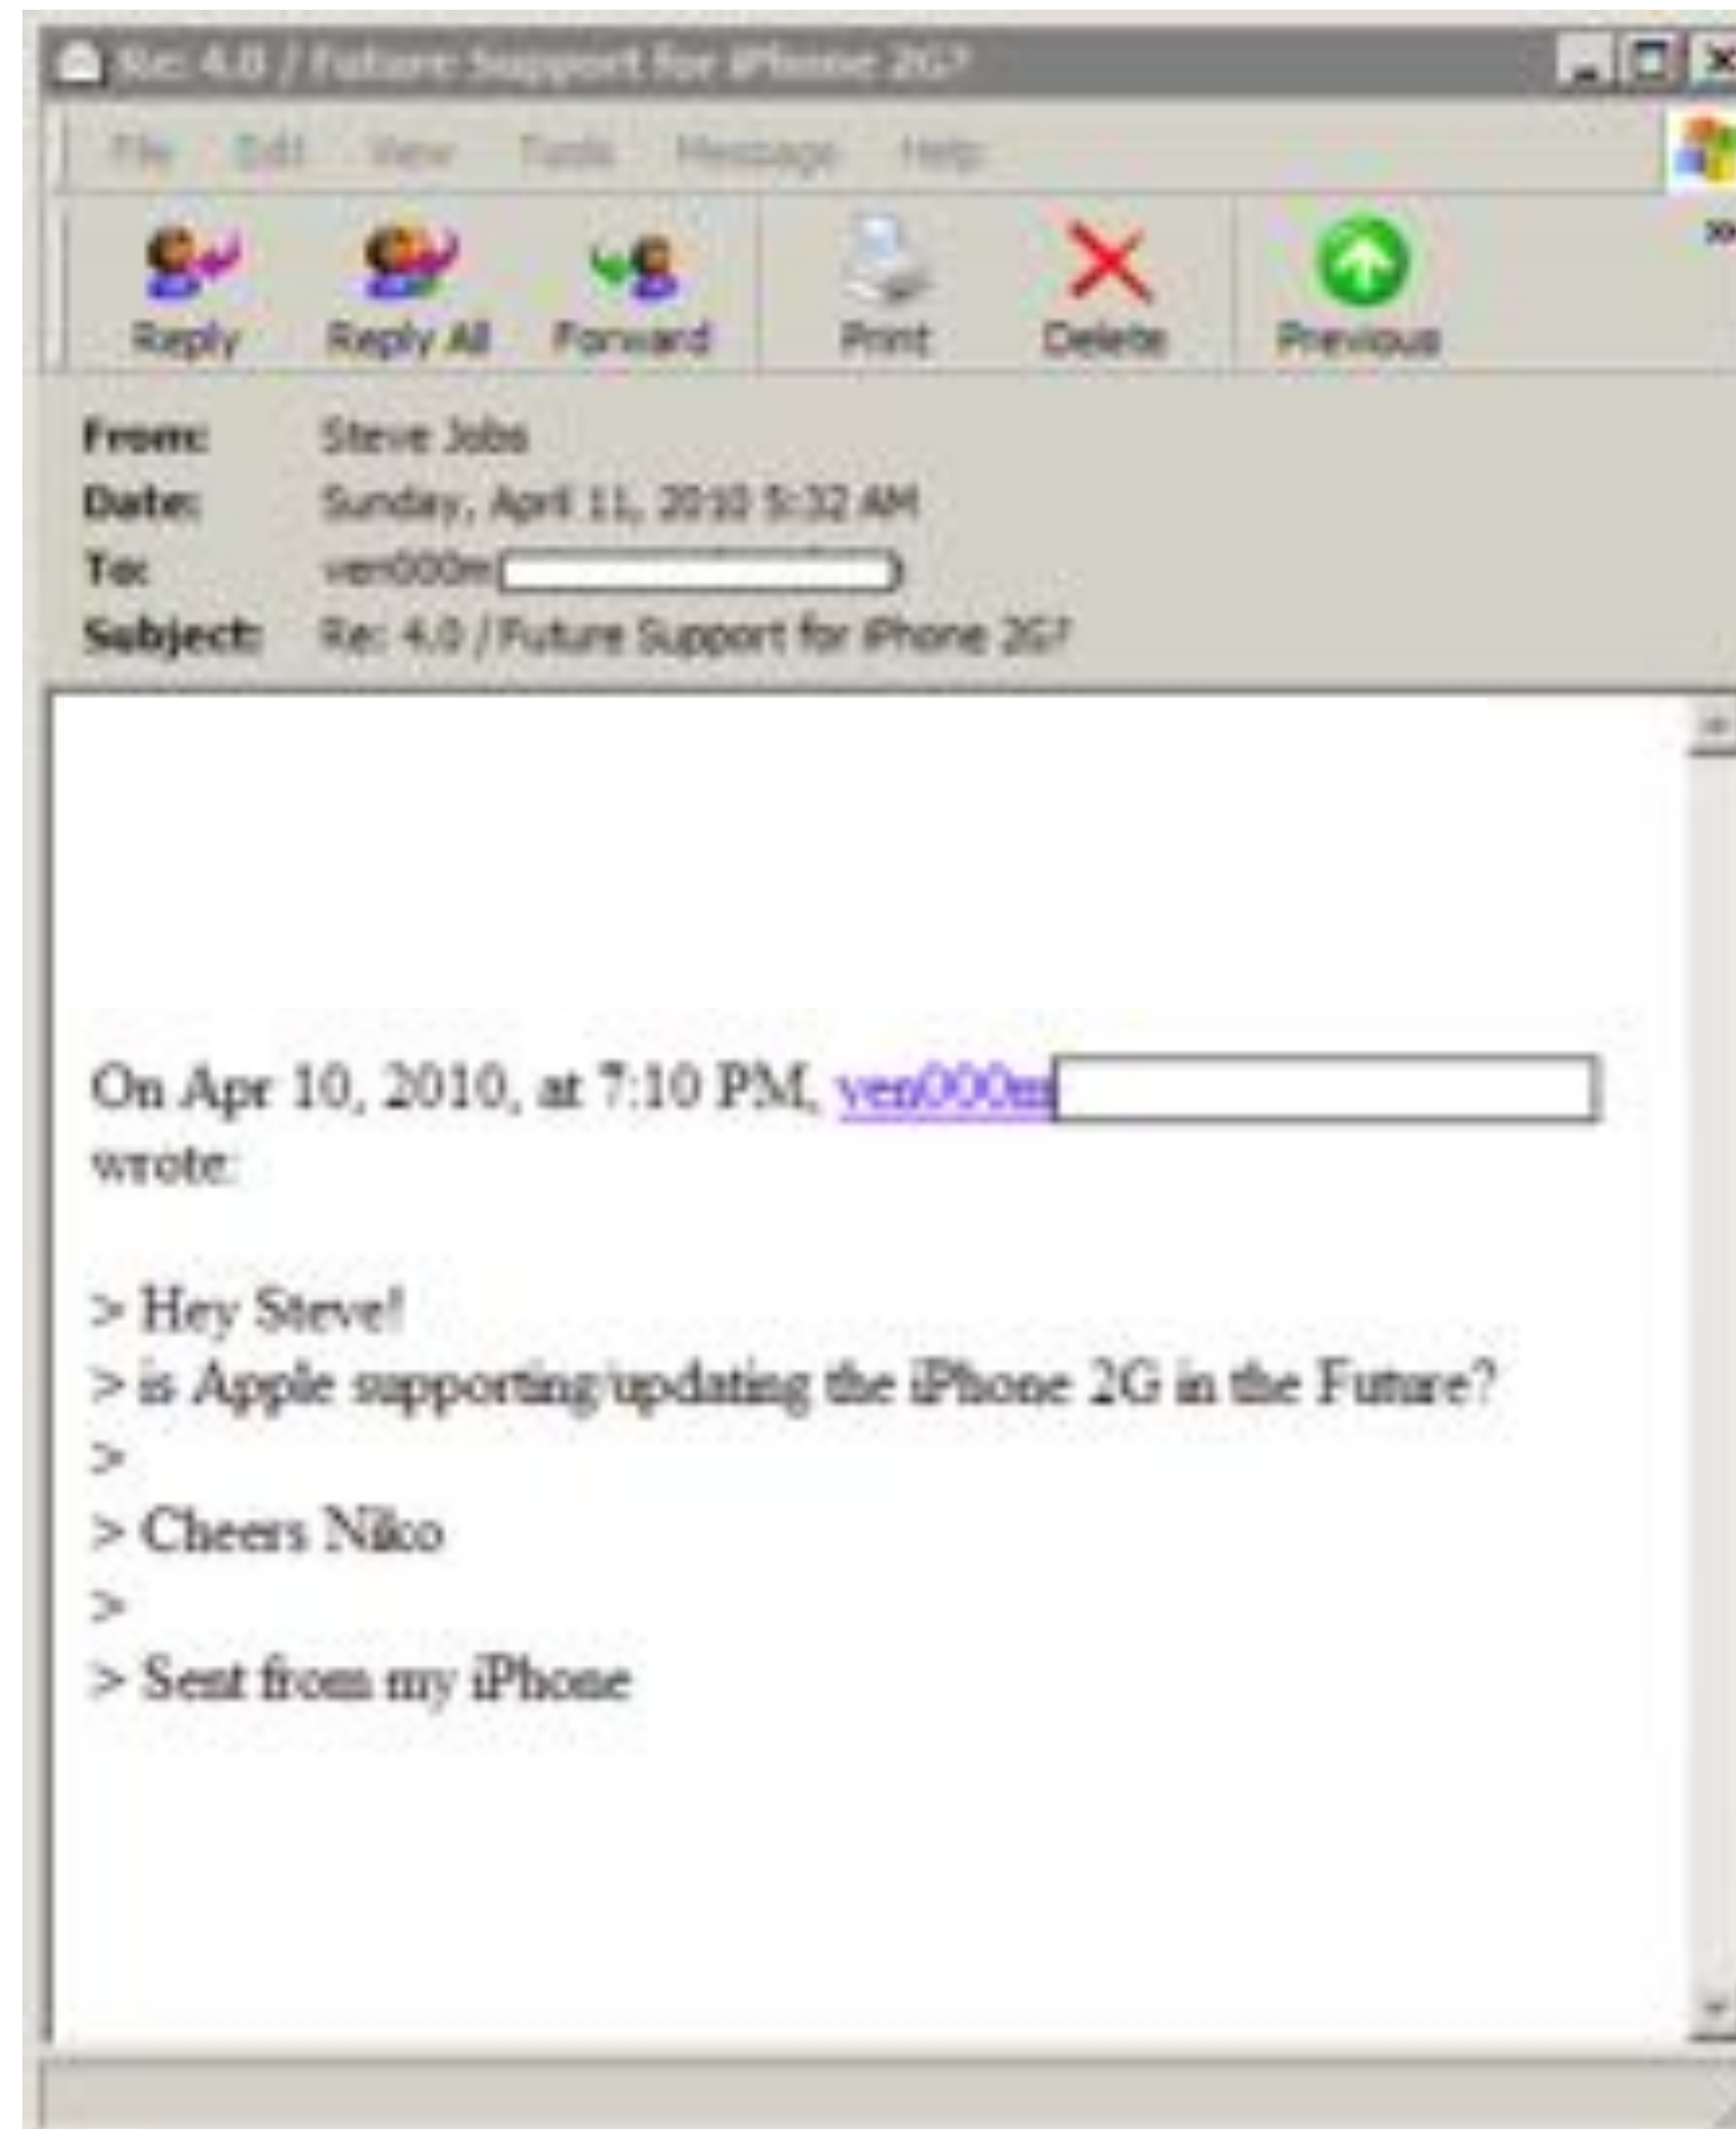 Re: 4.0 / Future Support for iPhone 2G?
File Edit View Tools Message Help
Reply Reply All Forward Print Delete Previous
From: Steve Jobs
Date: Sunday, April 11, 2010 5:32 AM
To: ven000m
Subject: Re: 4.0 / Future Support for iPhone 2G?
On Apr 10, 2010, at 7:10 PM, ven000m
wrote:
> Hey Steve!
> is Apple supporting/updating the iPhone 2G in the Future?
>
> Cheers Niko
>
> Sent from my iPhone